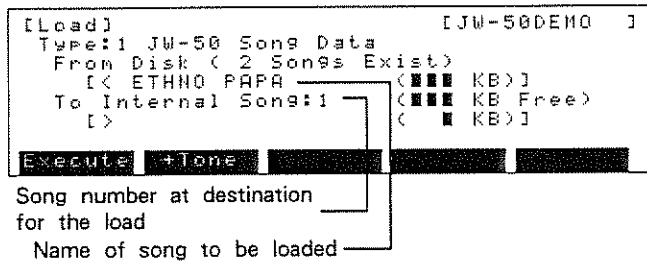 [Load] [JW-50DEMO ]
Type:1 JW-50 Song Data
From Disk ( 2 Songs Exist)
[< ETHNO PAPA (■■■ KB)]
To Internal Song:1 (■■■ KB Free)
[> ( ■ KB)]
Execute +Tone
Song number at destination
for the load
Name of song to be loaded